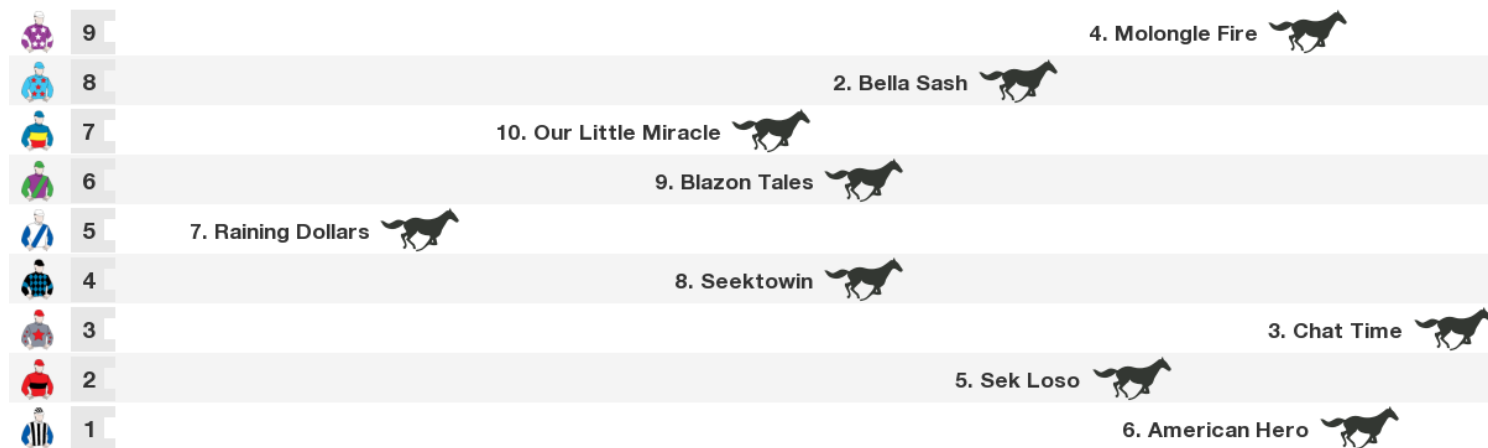 9 4. Molongle Fire
8 2. Bella Sash
7 10. Our Little Miracle
6 9. Blazon Tales
5 7. Raining Dollars
4 8. Seektowin
3 3. Chat Time
2 5. Sek Loso
1 6. American Hero